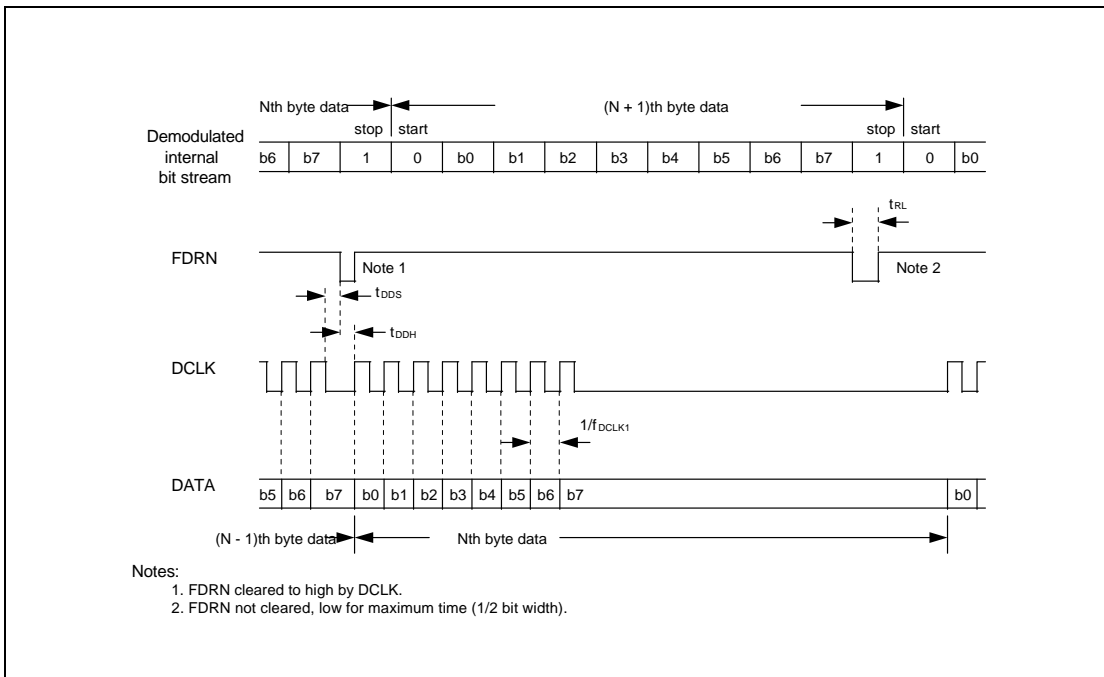 Nth byte data (N + 1)th byte data
stop start stop start
Demodulated
internal
bit stream
b6 b7 1 0 b0 b1 b2 b3 b4 b5 b6 b7 1 0 b0
tRL
FDRN
Note 1 Note 2
tDDS
tDDH
DCLK
1/fDCLK1
DATA
b5 b6 b7 b0 b1 b2 b3 b4 b5 b6 b7 b0
(N - 1)th byte data Nth byte data
Notes:
1. FDRN cleared to high by DCLK.
2. FDRN not cleared, low for maximum time (1/2 bit width).